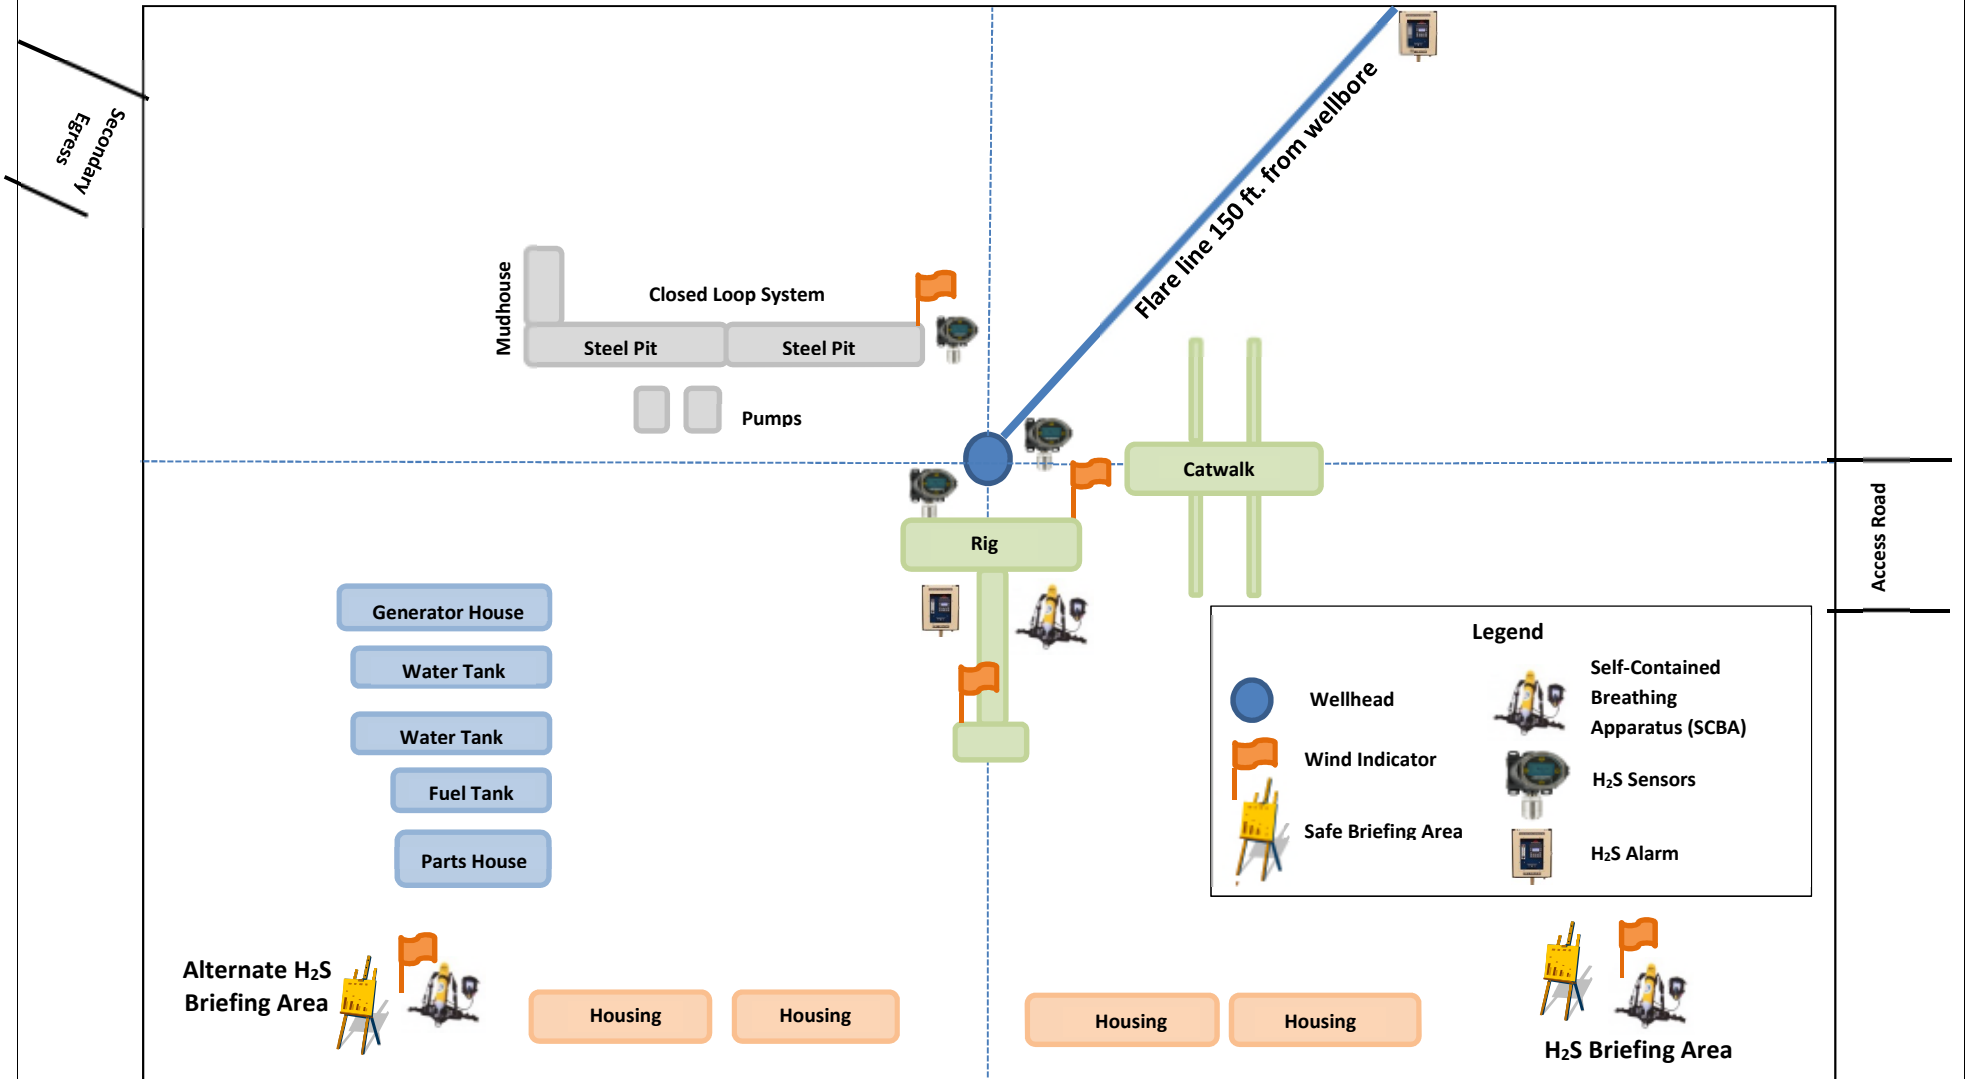 Secondary
Egress
Flare line 150 ft. from wellbore
Mudhouse
Closed Loop System
Steel Pit
Steel Pit
Pumps
Catwalk
Access Road
Rig
Generator House
Water Tank
Water Tank
Fuel Tank
Parts House
Legend
Wellhead
Wind Indicator
Safe Briefing Area
Self-Contained
Breathing
Apparatus (SCBA)
H₂S Sensors
H₂S Alarm
Alternate H₂S
Briefing Area
Housing
Housing
Housing
Housing
H₂S Briefing Area